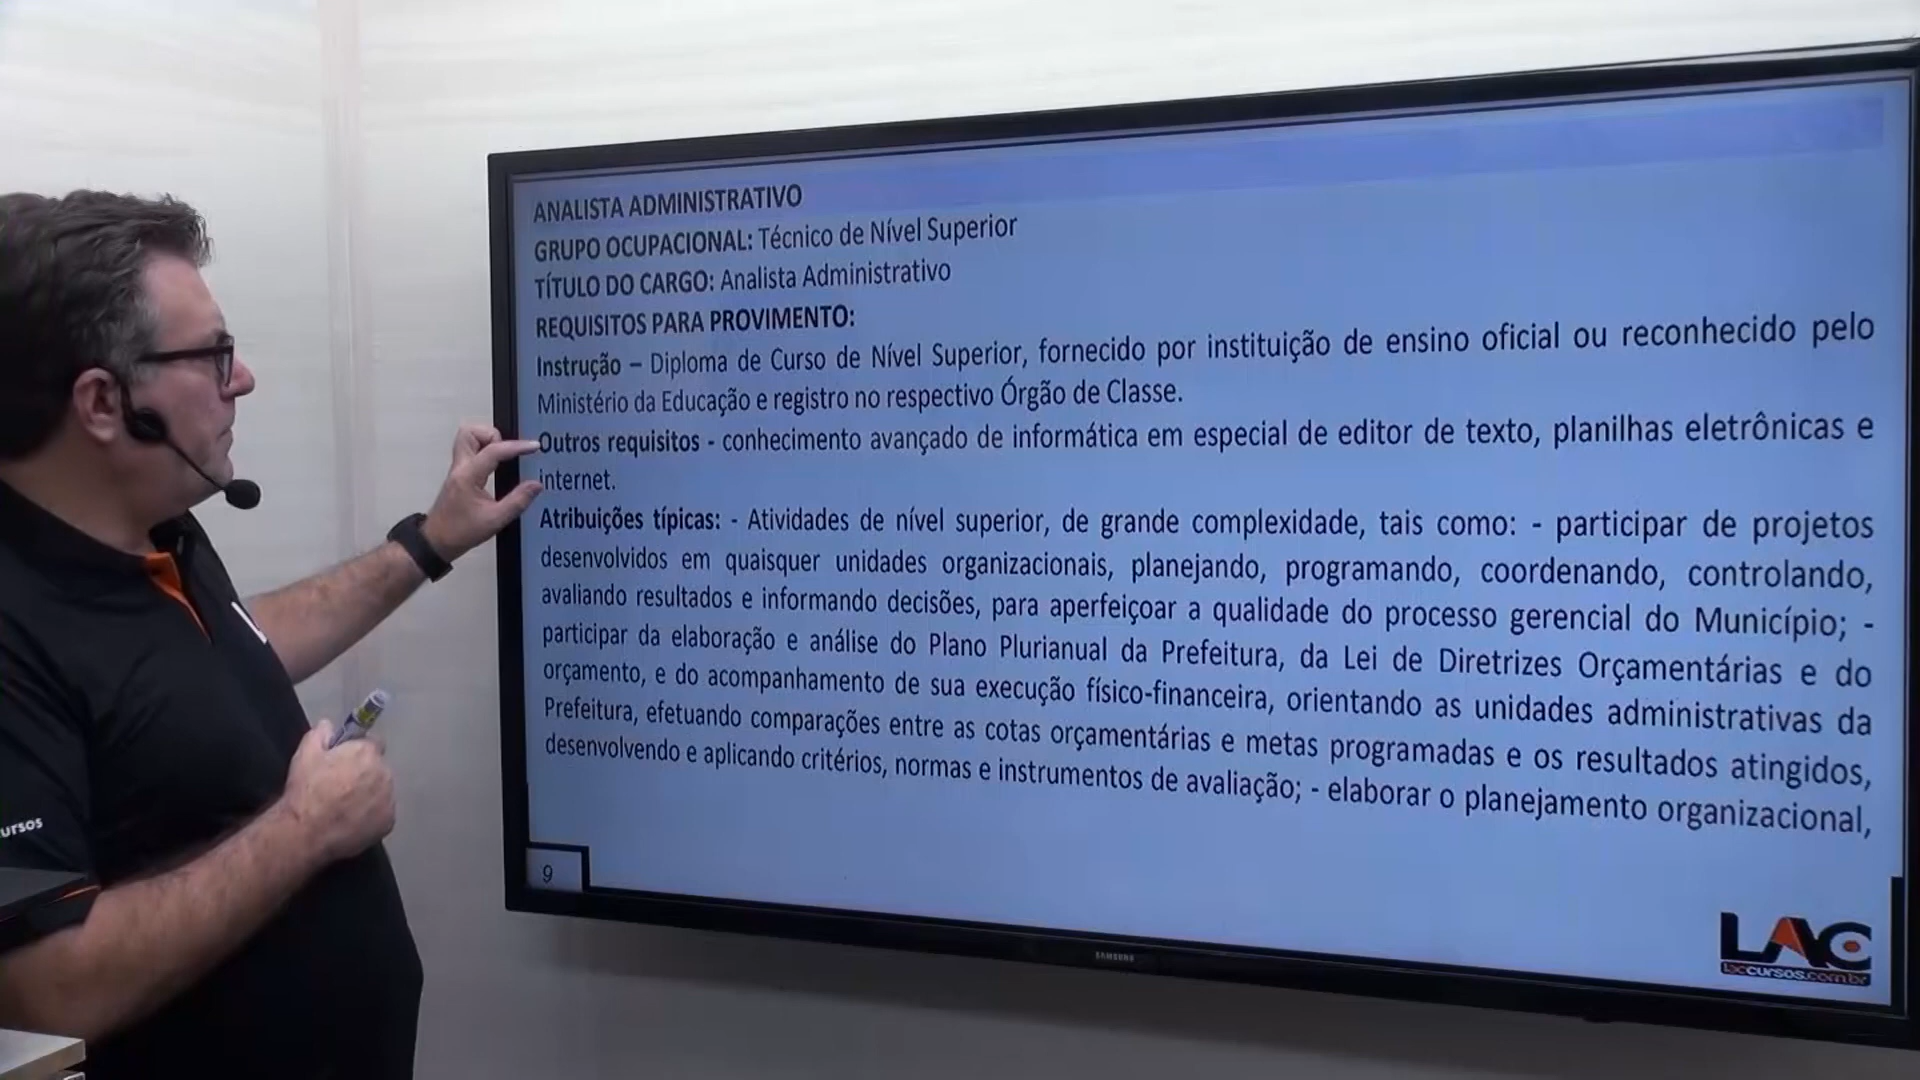 ANALISTA ADMINISTRATIVO
GRUPO OCUPACIONAL: Técnico de Nível Superior
TÍTULO DO CARGO: Analista Administrativo
REQUISITOS PARA PROVIMENTO:
Instrução – Diploma de Curso de Nível Superior, fornecido por instituição de ensino oficial ou reconhecido pelo
Ministério da Educação e registro no respectivo Órgão de Classe.
Outros requisitos - conhecimento avançado de informática em especial de editor de texto, planilhas eletrônicas e
internet.
Atribuições típicas: - Atividades de nível superior, de grande complexidade, tais como: - participar de projetos
desenvolvidos em quaisquer unidades organizacionais, planejando, programando, coordenando, controlando,
avaliando resultados e informando decisões, para aperfeiçoar a qualidade do processo gerencial do Município; -
participar da elaboração e análise do Plano Plurianual da Prefeitura, da Lei de Diretrizes Orçamentárias e do
orçamento, e do acompanhamento de sua execução físico-financeira, orientando as unidades administrativas da
Prefeitura, efetuando comparações entre as cotas orçamentárias e metas programadas e os resultados atingidos,
desenvolvendo e aplicando critérios, normas e instrumentos de avaliação; - elaborar o planejamento organizacional,
9
LAC
laccursos.com.br
SAMSUNG
ursos